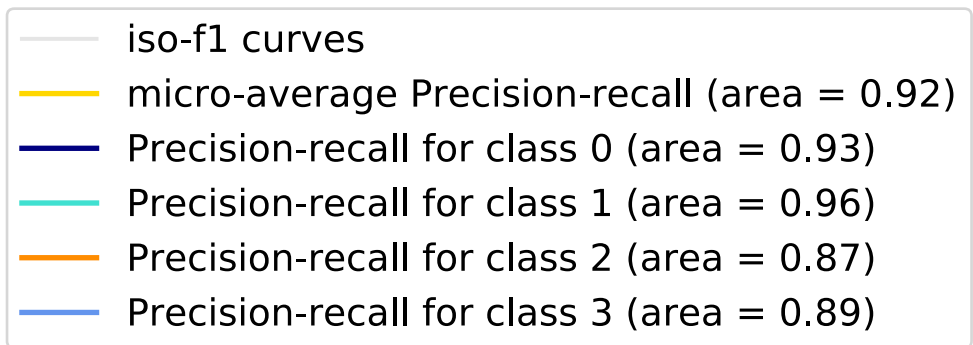 iso-f1 curves
micro-average Precision-recall (area = 0.92)
Precision-recall for class 0 (area = 0.93)
Precision-recall for class 1 (area = 0.96)
Precision-recall for class 2 (area = 0.87)
Precision-recall for class 3 (area = 0.89)